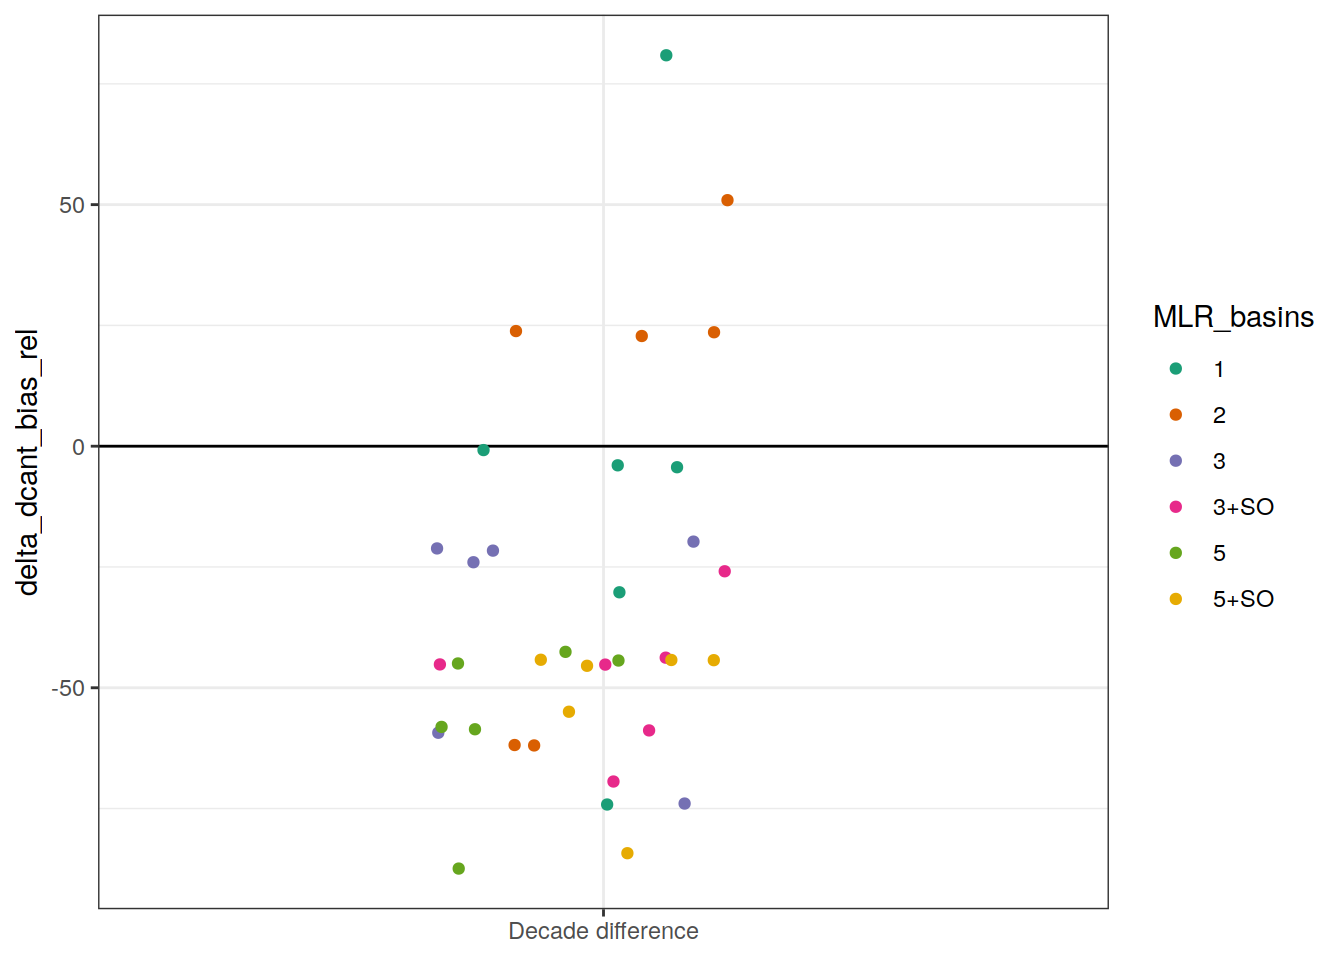 delta_dcant_bias_rel
50
0
-50
Decade difference
MLR_basins
1
2
3
3+SO
5
5+SO